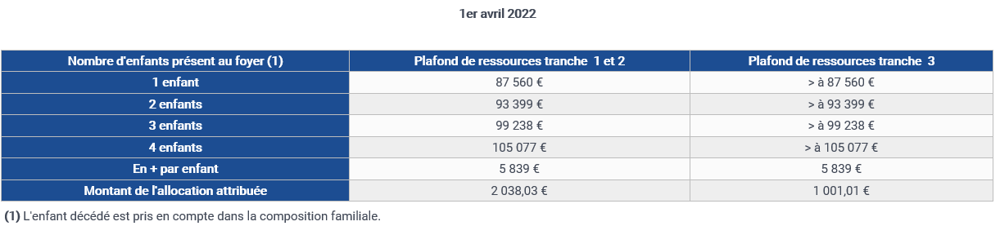 1er avril 2022
Nombre d'enfants présent au foyer (1) Plafond de ressources tranche 1 et 2 Plafond de ressources tranche 3
1 enfant 87 560 € > à 87 560 €
2 enfants 93 399 € > à 93 399 €
3 enfants 99 238 € > à 99 238 €
4 enfants 105 077 € > à 105 077 €
En + par enfant 5 839 € 5 839 €
Montant de l'allocation attribuée 2 038,03 € 1 001,01 €
(1) L'enfant décédé est pris en compte dans la composition familiale.